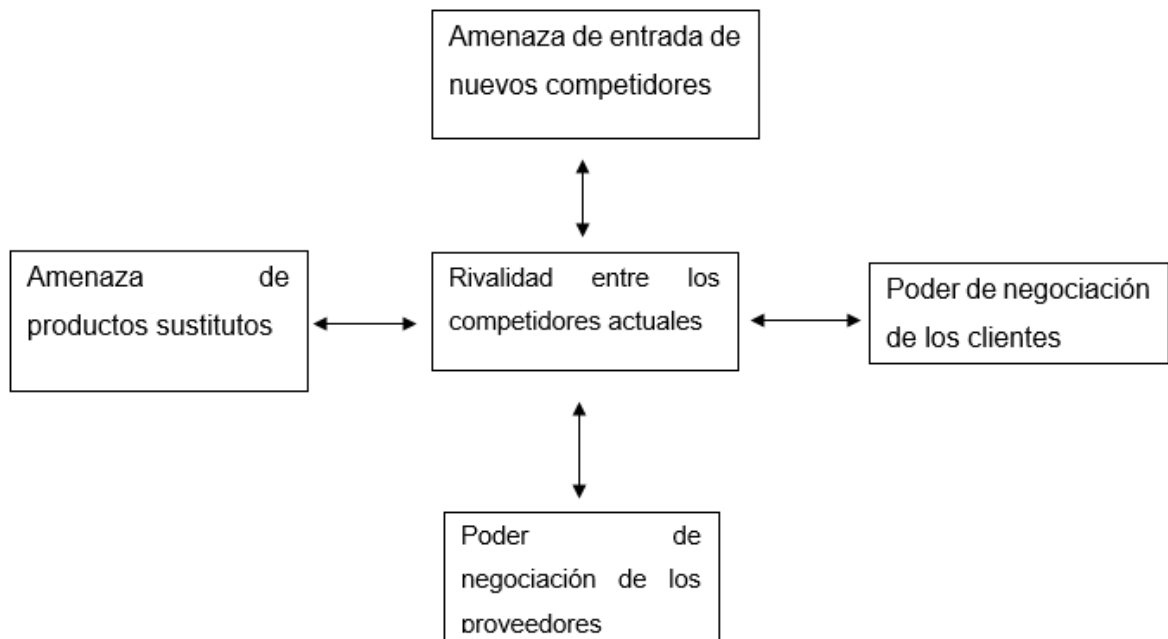 Amenaza de entrada de
nuevos competidores
Amenaza de
productos sustitutos
Rivalidad entre los
competidores actuales
Poder de negociación
de los clientes
Poder de
negociación de los
proveedores